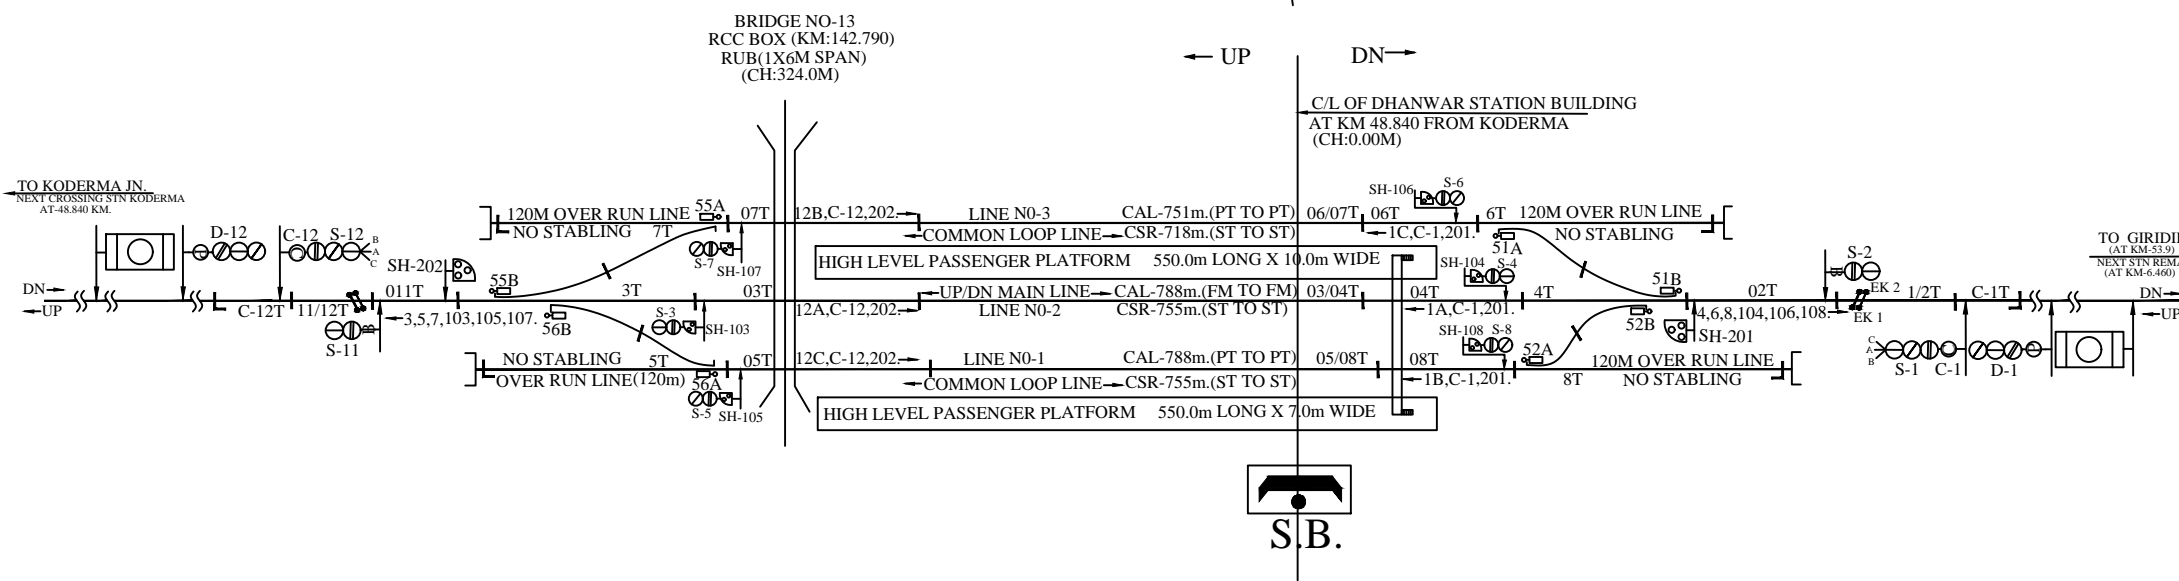 BRIDGE NO-13
RCC BOX (KM:142.790)
RUB(1X6M SPAN)
(CH:324.0M)
UP
DN
C/L OF DHANWAR STATION BUILDING
AT KM 48.840 FROM KODERMA
(CH:0.00M)
TO KODERMA JN.
NEXT CROSSING STN KODERMA
AT-48.840 KM.
D-12
C-12
S-12
B
A
C
SH-202
DN
UP
C-12T
11/12T
011T
S-11
B
3,5,7,103,105,107.
55B
56B
120M OVER RUN LINE
NO STABLING
7T
55A
07T
S-7
SH-107
3T
03T
S-3
SH-103
NO STABLING
5T
OVER RUN LINE(120m)
56A
05T
S-5
SH-105
12B,C-12,202.
LINE N0-3
CAL-751m.(PT TO PT)
06/07T
06T
COMMON LOOP LINE
CSR-718m.(ST TO ST)
1C,C-1,201.
HIGH LEVEL PASSENGER PLATFORM 550.0m LONG X 10.0m WIDE
UP/DN MAIN LINE
CAL-788m.(FM TO FM)
03/04T
04T
12A,C-12,202.
LINE N0-2
CSR-755m.(ST TO ST)
1A,C-1,201.
12C,C-12,202.
LINE N0-1
CAL-788m.(PT TO PT)
05/08T
08T
COMMON LOOP LINE
CSR-755m.(ST TO ST)
1B,C-1,201.
HIGH LEVEL PASSENGER PLATFORM 550.0m LONG X 7.0m WIDE
SH-106
S-6
6T
120M OVER RUN LINE
NO STABLING
51A
SH-104
S-4
4T
51B
52B
SH-108
S-8
52A
8T
120M OVER RUN LINE
NO STABLING
SH-201
02T
4,6,8,104,106,108.
S-2
B
EK 2
EK 1
1/2T
C-1T
C
A
B
S-1
C-1
D-1
TO GIRIDI
(AT KM-53.9)
NEXT STN REMA
(AT KM-6.460)
DN
UP
S.B.